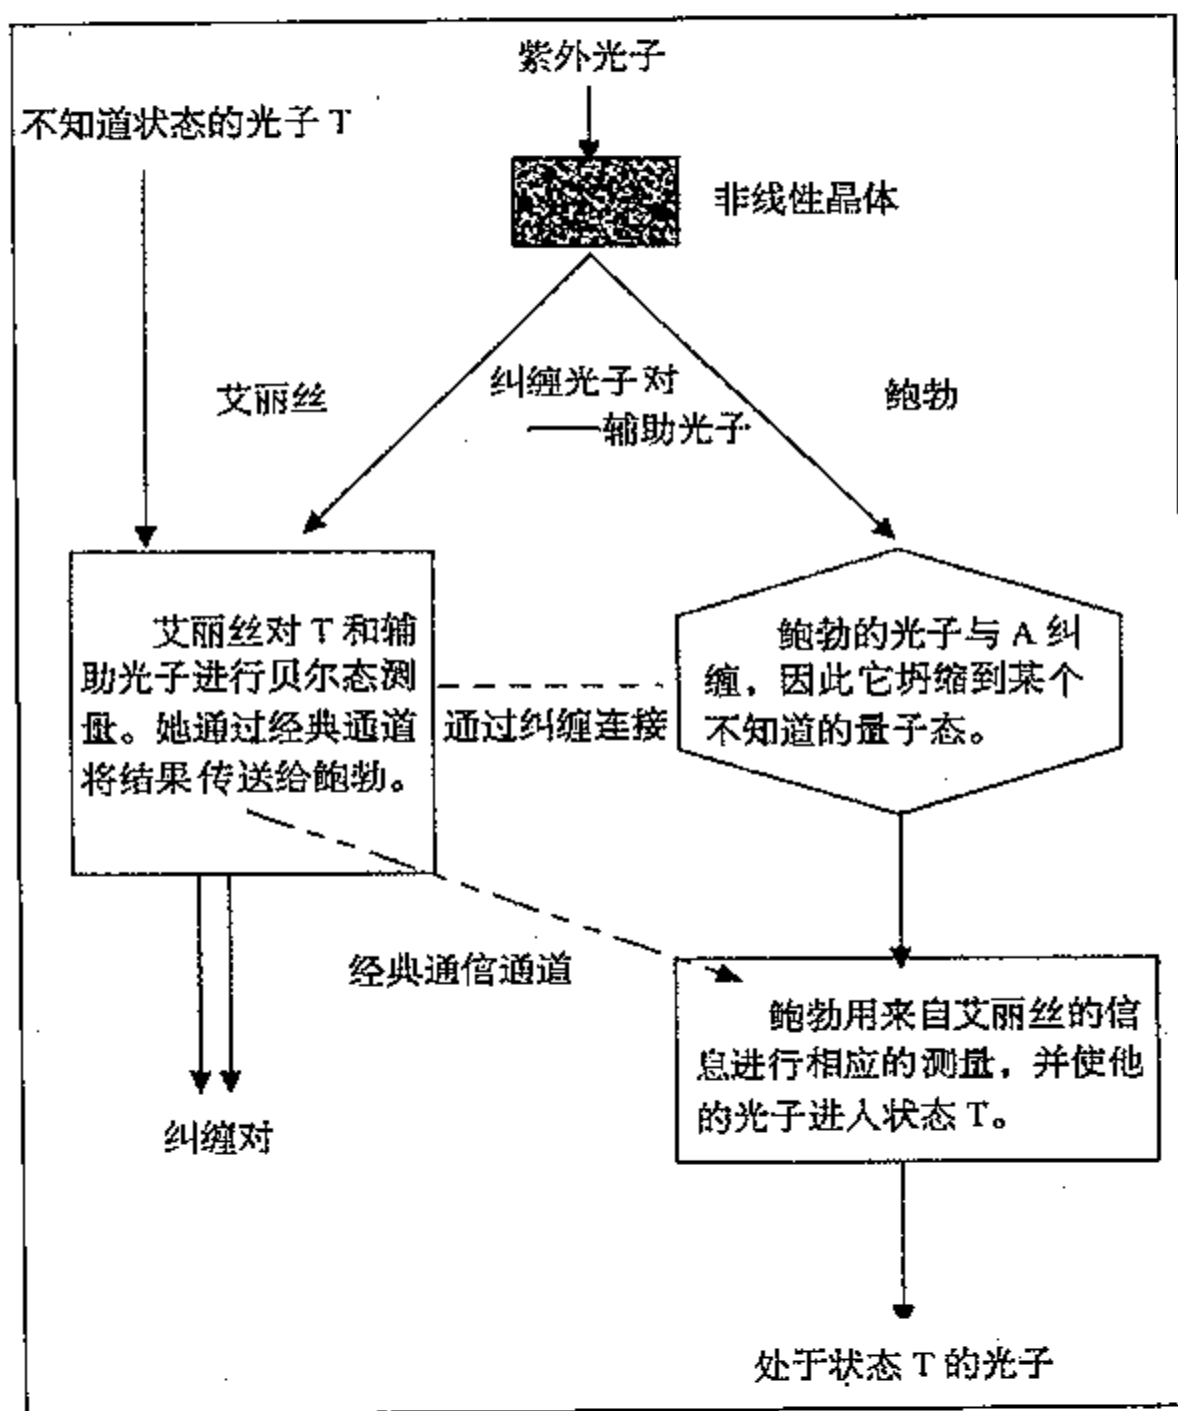 紫外光子
不知道状态的光子 T
非线性晶体
艾丽丝
纠缠光子对
——辅助光子
鲍勃
艾丽丝对 T 和辅
助光子进行贝尔态测
量。她通过经典通道
将结果传送给鲍勃。
通过纠缠连接
鲍勃的光子与 A 纠
缠，因此它坍缩到某个
不知道的量子态。
经典通信通道
鲍勃用来自艾丽丝的信
息进行相应的测量，并使他
的光子进入状态 T。
纠缠对
处于状态 T 的光子